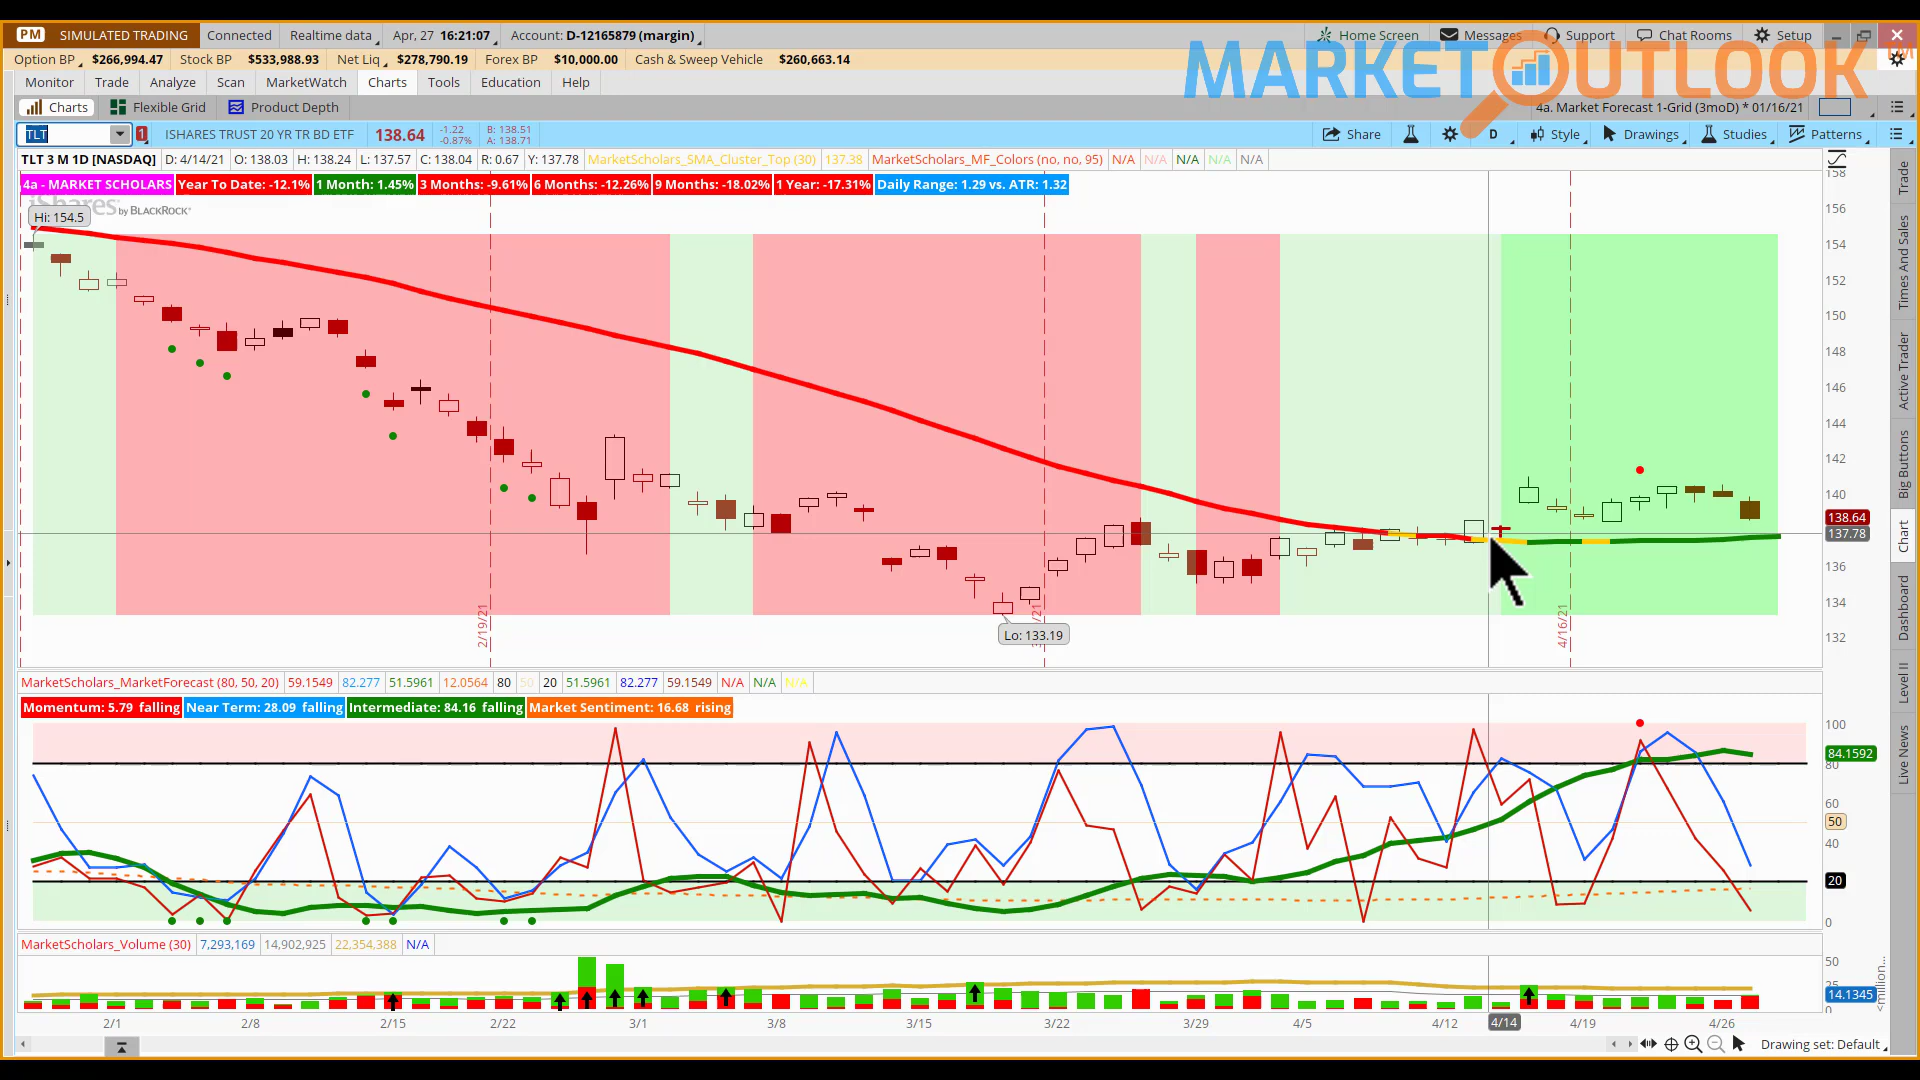 PM SIMULATED TRADING Connected Realtime data Apr, 27 16:21:07 Account: D-12165879 (margin) Home Screen Messages Support Chat Rooms Setup
Option BP $266,994.47 Stock BP $533,988.93 Net Liq $278,790.19 Forex BP $10,000.00 Cash & Sweep Vehicle $260,663.14
MARKET OUTLOOK
Monitor Trade Analyze Scan MarketWatch Charts Tools Education Help
Charts Flexible Grid Product Depth 4a. Market Forecast 1-Grid (3moD) * 01/16/21
TLT 1 ISHARES TRUST 20 YR TR BD ETF 138.64 -1.22 B: 138.51
-0.87% A: 138.71
Share D Style Drawings Studies Patterns
TLT 3 M 1D [NASDAQ] D: 4/14/21 O: 138.03 H: 138.24 L: 137.57 C: 138.04 R: 0.67 Y: 137.78 MarketScholars_SMA_Cluster_Top (30) 137.38 MarketScholars_MF_Colors (no, no, 95) N/A N/A N/A N/A N/A
4a - MARKET SCHOLARS Year To Date: -12.1% 1 Month: 1.45% 3 Months: -9.61% 6 Months: -12.26% 9 Months: -18.02% 1 Year: -17.31% Daily Range: 1.29 vs. ATR: 1.32
iShares by BLACKROCK
Hi: 154.5
158
156
154
152
150
148
146
144
142
140
138.64
137.78
136
134
132
2/19/21
4/16/21
Lo: 133.19
MarketScholars_MarketForecast (80, 50, 20) 59.1549 82.277 51.5961 12.0564 80 50 20 51.5961 82.277 59.1549 N/A N/A N/A
Momentum: 5.79 falling Near Term: 28.09 falling Intermediate: 84.16 falling Market Sentiment: 16.68 rising
100
84.1592
80
60
50
40
20
0
MarketScholars_Volume (30) 7,293,169 14,902,925 22,354,388 N/A
50
25
14.1345
0
<millions
2/1 2/8 2/15 2/22 3/1 3/8 3/15 3/22 3/29 4/5 4/12 4/14 4/19 4/26
Drawing set: Default
Trade
Times And Sales
Active Trader
Big Buttons
Chart
Dashboard
Level II
Live News